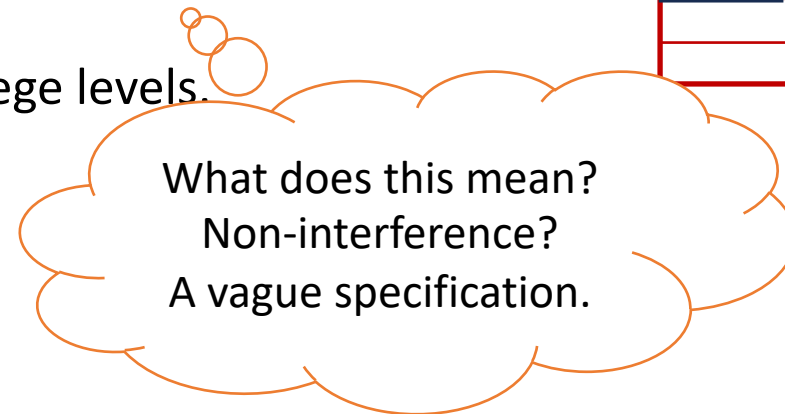 ege levels.
What does this mean?
Non-interference?
A vague specification.